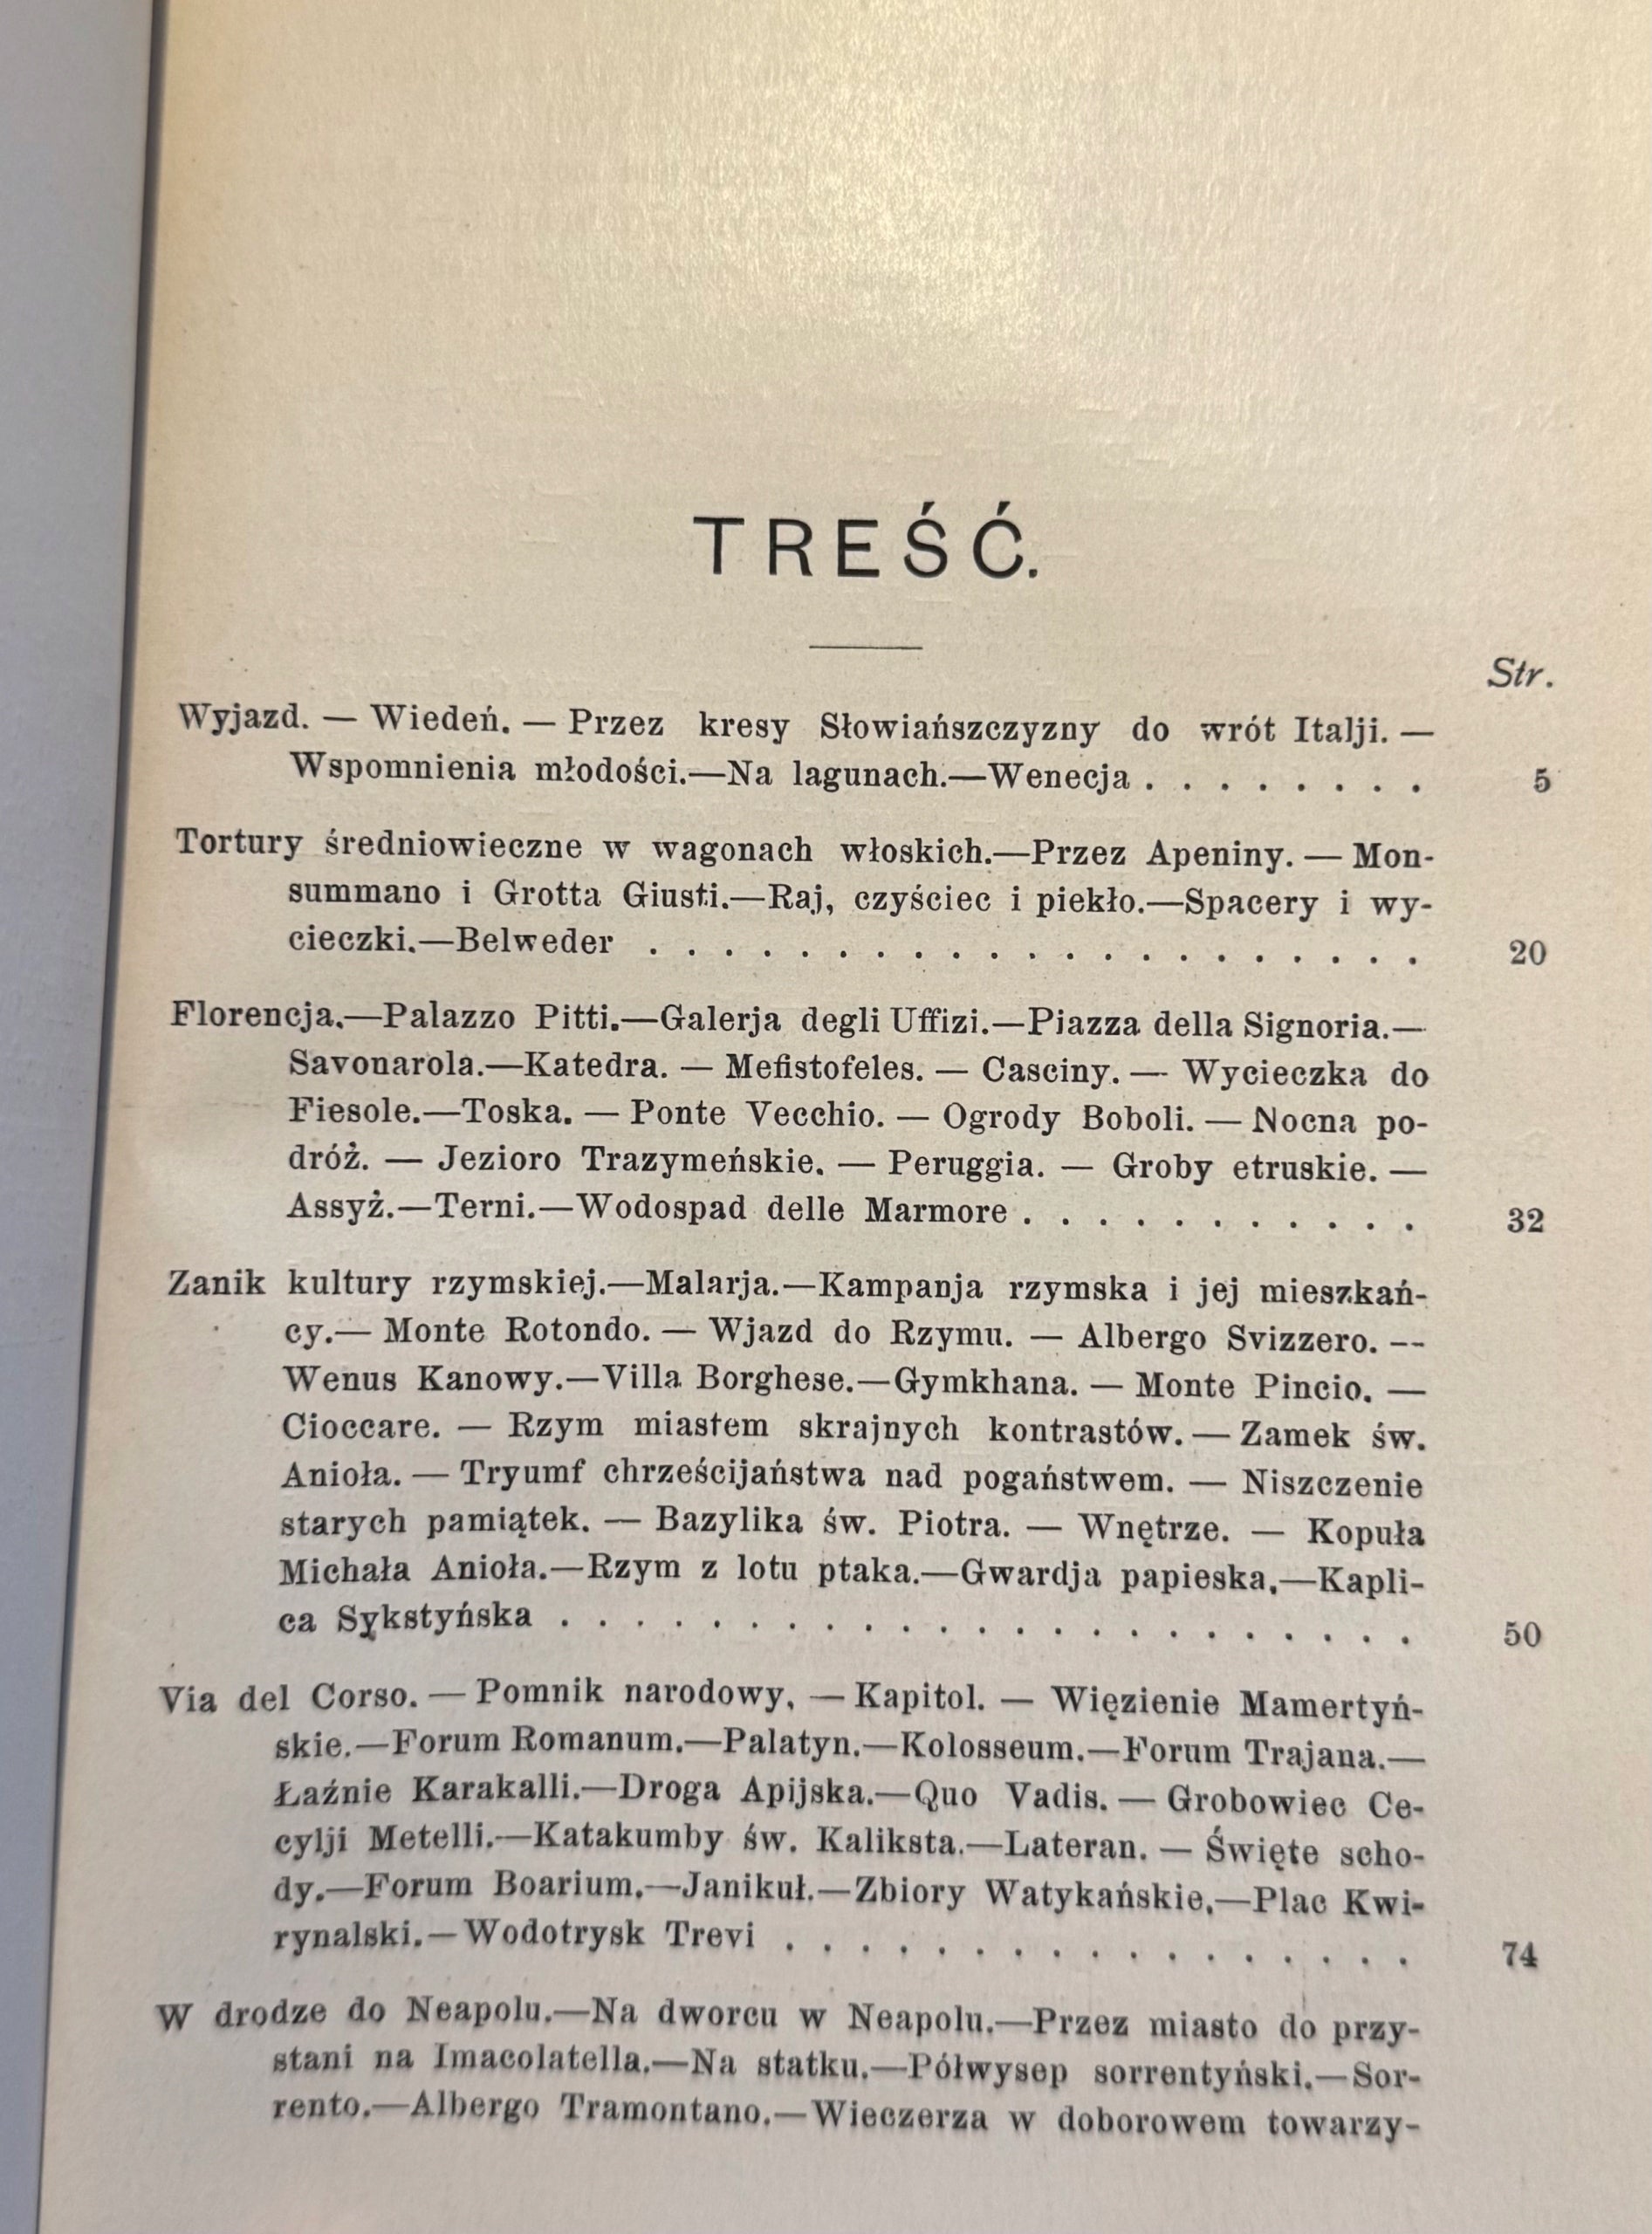 TREŚĆ.
Str.
Wyjazd. — Wiedeń. — Przez kresy Słowiańszczyzny do wrót Italji. —
Wspomnienia młodości.—Na lagunach.—Wenecja . . . . . . . . 5
Tortury średniowieczne w wagonach włoskich.—Przez Apeniny. — Mon-
summano i Grotta Giusti.—Raj, czyściec i piekło.—Spacery i wy-
cieczki.—Belweder . . . . . . . . . . . . . . . . . . . . . 20
Florencja.—Palazzo Pitti.—Galerja degli Uffizi.—Piazza della Signoria.—
Savonarola.—Katedra. — Mefistofeles. — Casciny. — Wycieczka do
Fiesole.—Toska. — Ponte Vecchio. — Ogrody Boboli. — Nocna po-
dróż. — Jezioro Trazymeńskie. — Peruggia. — Groby etruskie. —
Assyż.—Terni.—Wodospad delle Marmore . . . . . . . . . . . 32
Zanik kultury rzymskiej.—Malarja.—Kampanja rzymska i jej mieszkań-
cy.— Monte Rotondo. — Wjazd do Rzymu. — Albergo Svizzero. —
Wenus Kanowy.—Villa Borghese.—Gymkhana. — Monte Pincio. —
Cioccare. — Rzym miastem skrajnych kontrastów. — Zamek św.
Anioła. — Tryumf chrześcijaństwa nad pogaństwem. — Niszczenie
starych pamiątek. — Bazylika św. Piotra. — Wnętrze. — Kopuła
Michała Anioła.—Rzym z lotu ptaka.—Gwardja papieska.—Kapli-
ca Sykstyńska . . . . . . . . . . . . . . . . . . . . . . . 50
Via del Corso. — Pomnik narodowy. — Kapitol. — Więzienie Mamertyń-
skie.—Forum Romanum.—Palatyn.—Kolosseum.—Forum Trajana.—
Łaźnie Karakalli.—Droga Apijska.—Quo Vadis. — Grobowiec Ce-
cylji Metelli.—Katakumby św. Kaliksta.—Lateran. — Święte scho-
dy.—Forum Boarium.—Janikuł.—Zbiory Watykańskie.—Plac Kwi-
rynalski.—Wodotrysk Trevi . . . . . . . . . . . . . . . . . 74
W drodze do Neapolu.—Na dworcu w Neapolu.—Przez miasto do przy-
stani na Imacolatella.—Na statku.—Półwysep sorrentyński.—Sor-
rento.—Albergo Tramontano.—Wieczerza w doborowem towarzy-